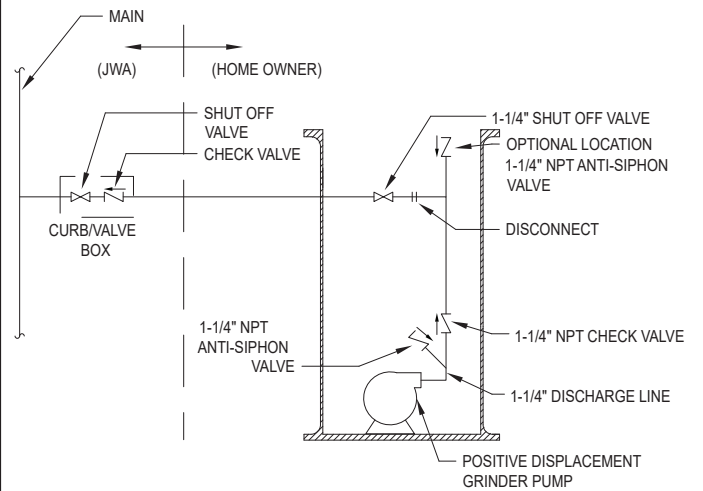 MAIN
(JWA)
(HOME OWNER)
SHUT OFF
VALVE
CHECK VALVE
CURB/VALVE
BOX
1-1/4" SHUT OFF VALVE
OPTIONAL LOCATION
1-1/4" NPT ANTI-SIPHON
VALVE
DISCONNECT
1-1/4" NPT
ANTI-SIPHON
VALVE
1-1/4" NPT CHECK VALVE
1-1/4" DISCHARGE LINE
POSITIVE DISPLACEMENT
GRINDER PUMP